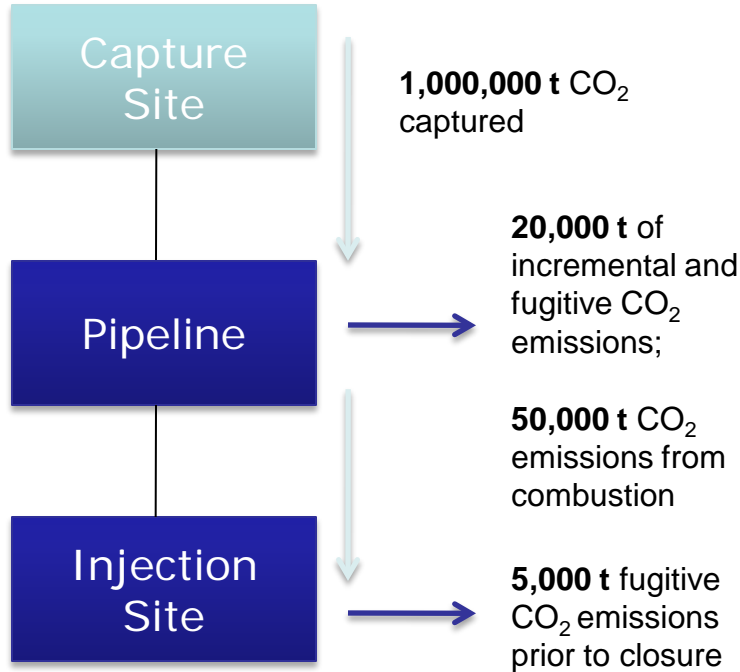 Capture
Site
1,000,000 t CO₂
captured
20,000 t of
incremental and
fugitive CO₂
emissions;
Pipeline
50,000 t CO₂
emissions from
combustion
Injection
Site
5,000 t fugitive
CO₂ emissions
prior to closure